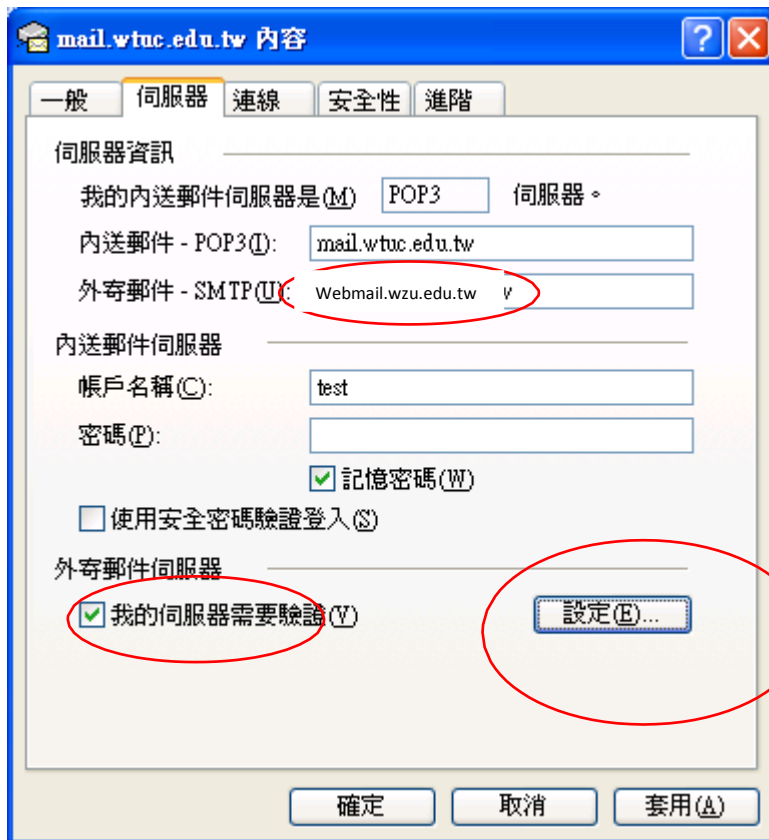 mail.wtuc.edu.tw 內容
一般 伺服器 連線 安全性 進階
伺服器資訊
我的內送郵件伺服器是(M) POP3 伺服器。
內送郵件 - POP3(I): mail.wtuc.edu.tw
外寄郵件 - SMTP(U): Webmail.wzu.edu.tw
內送郵件伺服器
帳戶名稱(C): test
密碼(P):
記憶密碼(W)
使用安全密碼驗證登入(S)
外寄郵件伺服器
我的伺服器需要驗證(V) 設定(E)...
確定 取消 套用(A)